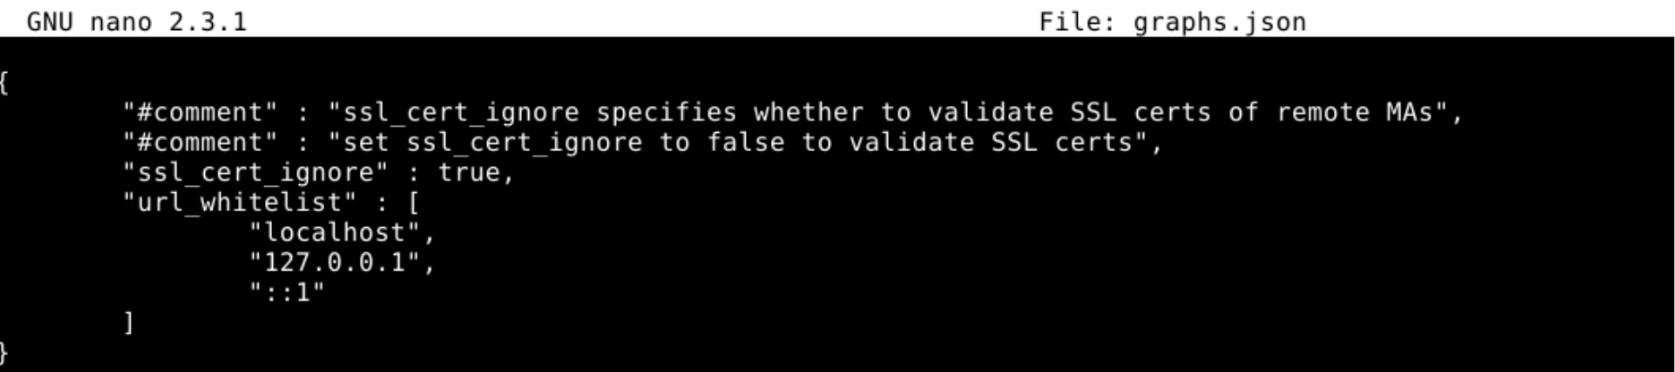 GNU nano 2.3.1 File: graphs.json
{
"#comment" : "ssl_cert_ignore specifies whether to validate SSL certs of remote MAs",
"#comment" : "set ssl_cert_ignore to false to validate SSL certs",
"ssl_cert_ignore" : true,
"url_whitelist" : [
"localhost",
"127.0.0.1",
"::1"
]
}